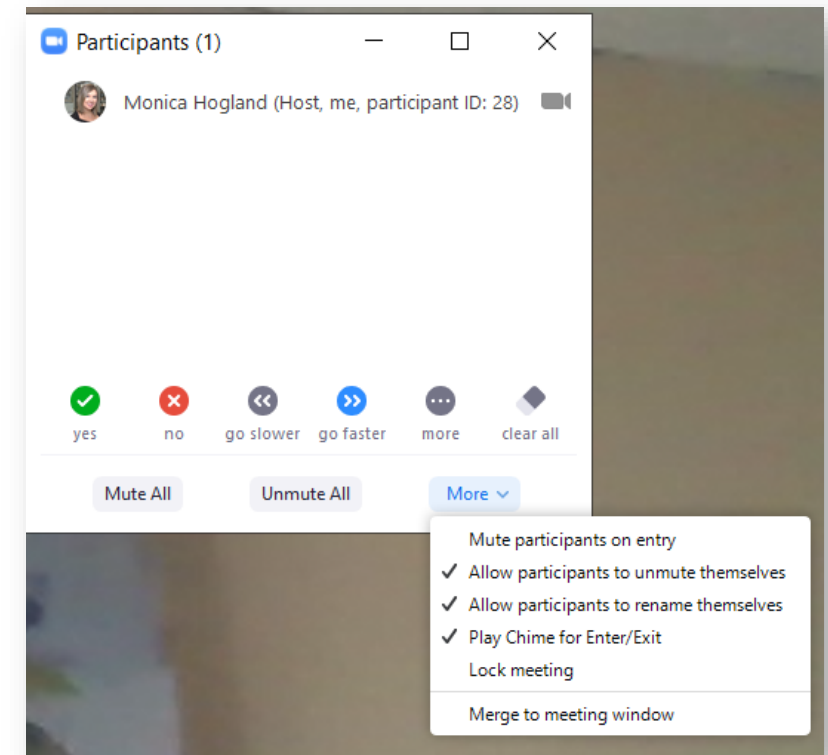 Participants (1)
Monica Hogland (Host, me, participant ID: 28)
yes no go slower go faster more clear all
Mute All Unmute All More
Mute participants on entry
Allow participants to unmute themselves
Allow participants to rename themselves
Play Chime for Enter/Exit
Lock meeting
Merge to meeting window